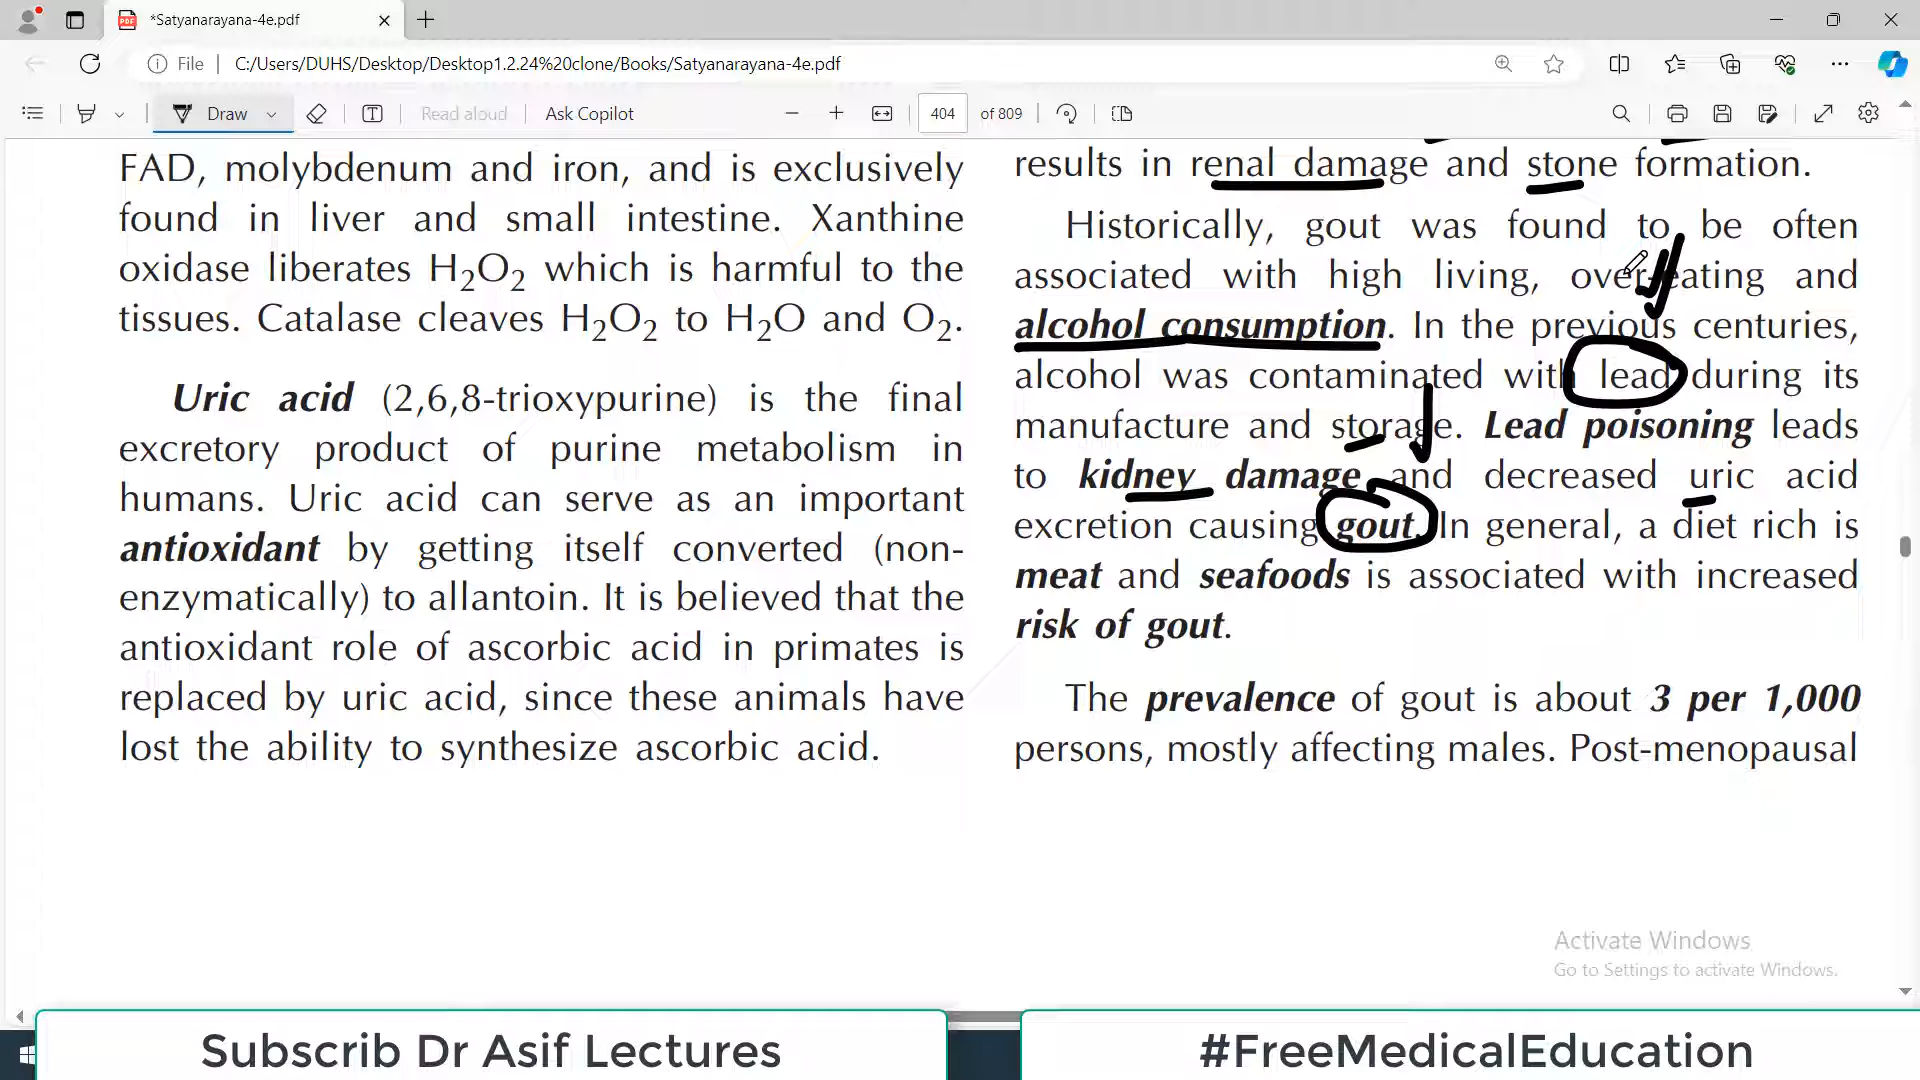 *Satyanarayana-4e.pdf
File
C:/Users/DUHS/Desktop/Desktop1.2.24%20clone/Books/Satyanarayana-4e.pdf
Draw
Read aloud
Ask Copilot
404
of 809
FAD, molybdenum and iron, and is exclusively
found in liver and small intestine. Xanthine
oxidase liberates H₂O₂ which is harmful to the
tissues. Catalase cleaves H₂O₂ to H₂O and O₂.
Uric acid (2,6,8-trioxypurine) is the final
excretory product of purine metabolism in
humans. Uric acid can serve as an important
antioxidant by getting itself converted (non-
enzymatically) to allantoin. It is believed that the
antioxidant role of ascorbic acid in primates is
replaced by uric acid, since these animals have
lost the ability to synthesize ascorbic acid.
results in renal damage and stone formation.
Historically, gout was found to be often
associated with high living, over-eating and
alcohol consumption. In the previous centuries,
alcohol was contaminated with lead during its
manufacture and storage. Lead poisoning leads
to kidney damage and decreased uric acid
excretion causing gout. In general, a diet rich is
meat and seafoods is associated with increased
risk of gout.
The prevalence of gout is about 3 per 1,000
persons, mostly affecting males. Post-menopausal
Activate Windows
Go to Settings to activate Windows.
Subscrib Dr Asif Lectures
#FreeMedicalEducation